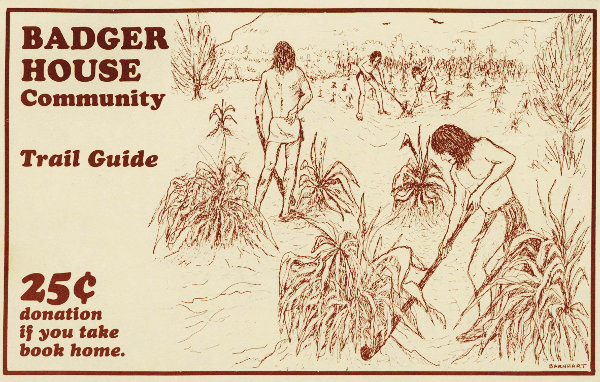 BADGER
HOUSE
Community
Trail Guide
25¢
donation
if you take
book home.
BARNHART